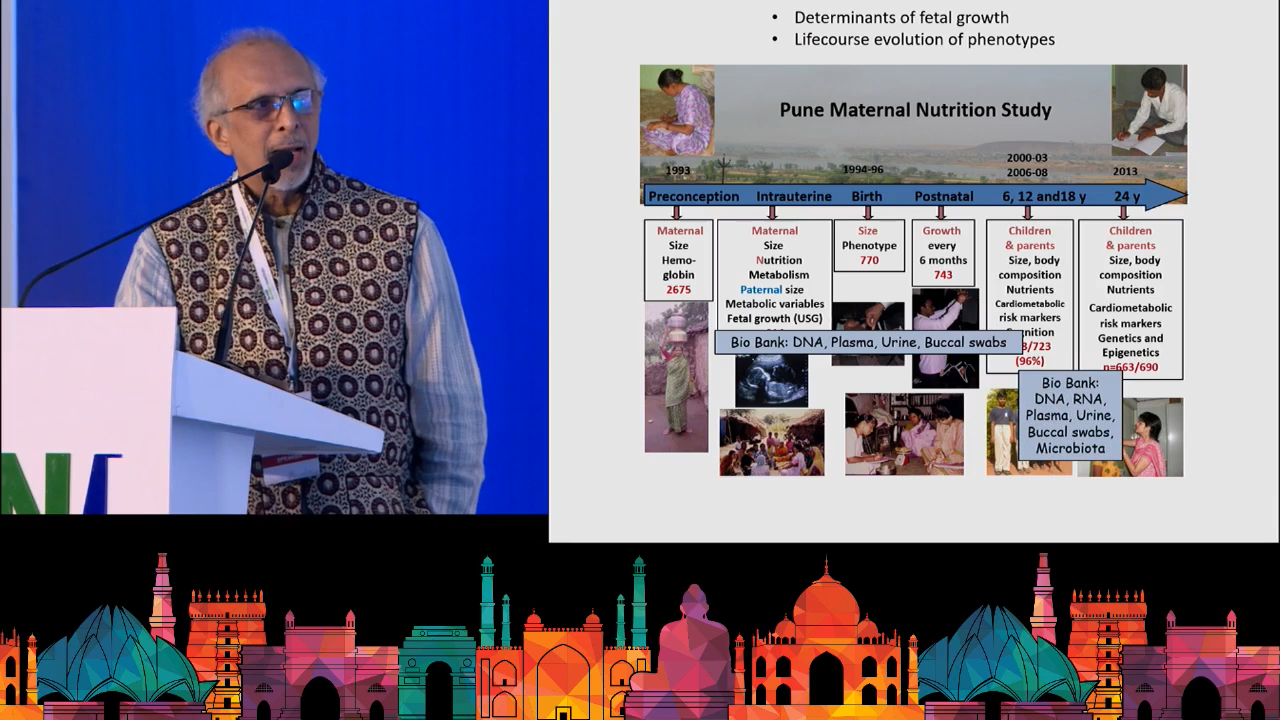 • Determinants of fetal growth
• Lifecourse evolution of phenotypes
Pune Maternal Nutrition Study
1993
1994-96
2000-03
2006-08
2013
Preconception
Intrauterine
Birth
Postnatal
6, 12 and18 y
24 y
Maternal
Size
Hemo-
globin
2675
Maternal
Size
Nutrition
Metabolism
Paternal size
Metabolic variables
Fetal growth (USG)
Size
Phenotype
770
Growth
every
6 months
743
Children
& parents
Size, body
composition
Nutrients
Cardiometabolic
risk markers
3/723
(96%)
Children
& parents
Size, body
composition
Nutrients
Cardiometabolic
risk markers
Genetics and
Epigenetics
n=663/690
Bio Bank: DNA, Plasma, Urine, Buccal swabs
Bio Bank:
DNA, RNA,
Plasma, Urine,
Buccal swabs,
Microbiota